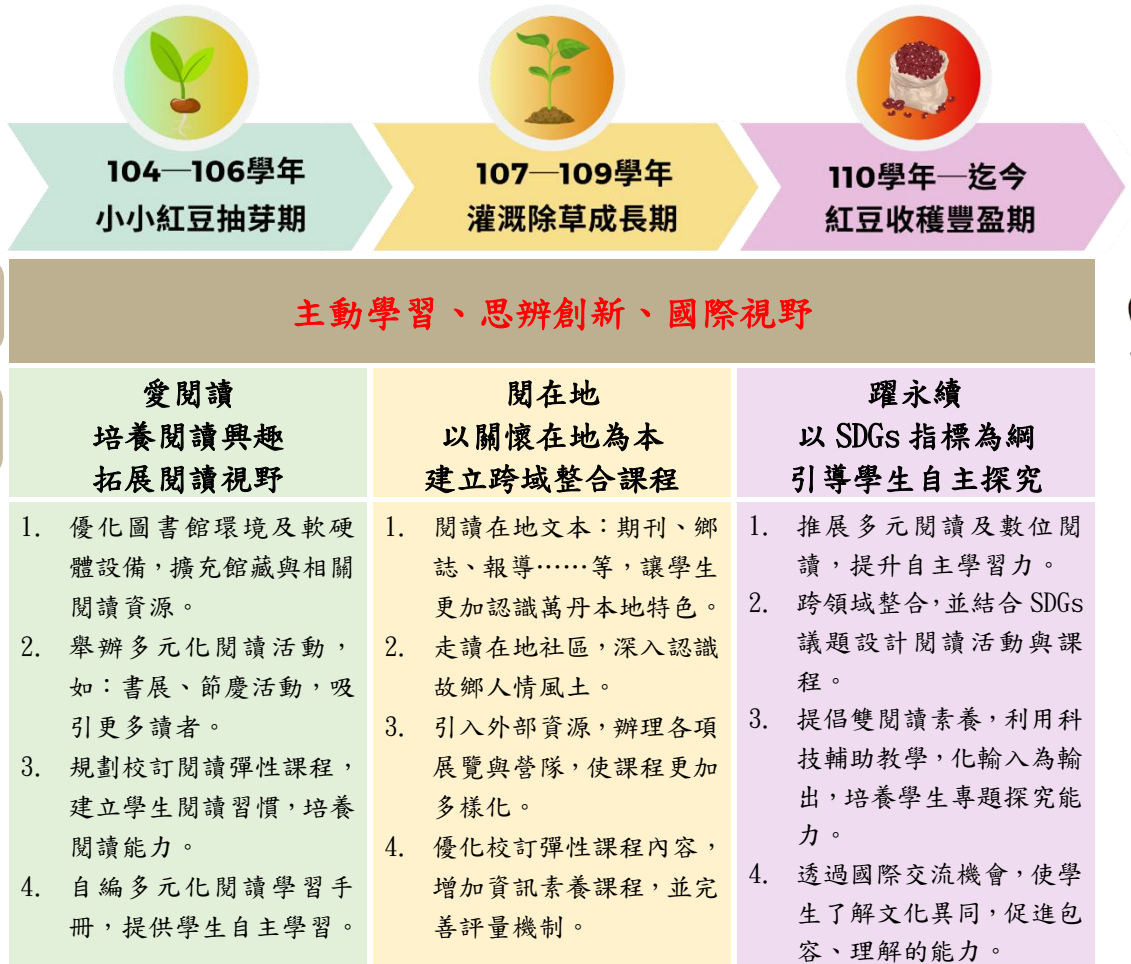 104—106學年
小小紅豆抽芽期
107—109學年
灌溉除草成長期
110學年—迄今
紅豆收穫豐盈期
主動學習、思辨創新、國際視野
愛閱讀
培養閱讀興趣
拓展閱讀視野
閱在地
以關懷在地為本
建立跨域整合課程
躍永續
以 SDGs 指標為綱
引導學生自主探究
1. 優化圖書館環境及軟硬
體設備，擴充館藏與相關
閱讀資源。
2. 舉辦多元化閱讀活動，
如：書展、節慶活動，吸
引更多讀者。
3. 規劃校訂閱讀彈性課程，
建立學生閱讀習慣，培養
閱讀能力。
4. 自編多元化閱讀學習手
冊，提供學生自主學習。
1. 閱讀在地文本：期刊、鄉
誌、報導……等，讓學生
更加認識萬丹本地特色。
2. 走讀在地社區，深入認識
故鄉人情風土。
3. 引入外部資源，辦理各項
展覽與營隊，使課程更加
多樣化。
4. 優化校訂彈性課程內容，
增加資訊素養課程，並完
善評量機制。
1. 推展多元閱讀及數位閱
讀，提升自主學習力。
2. 跨領域整合，並結合 SDGs
議題設計閱讀活動與課
程。
3. 提倡雙閱讀素養，利用科
技輔助教學，化輸入為輸
出，培養學生專題探究能
力。
4. 透過國際交流機會，使學
生了解文化異同，促進包
容、理解的能力。